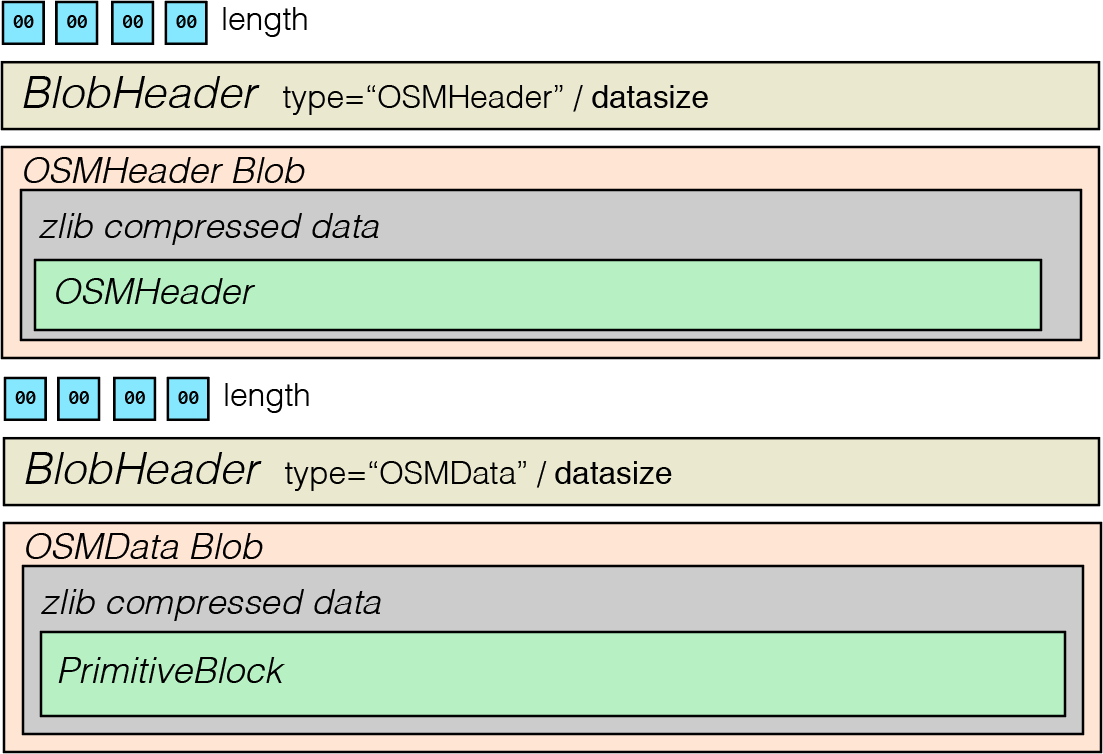 00 00 00 00 length
BlobHeader type=“OSMHeader” / datasize
OSMHeader Blob
zlib compressed data
OSMHeader
00 00 00 00 length
BlobHeader type=“OSMData” / datasize
OSMData Blob
zlib compressed data
PrimitiveBlock